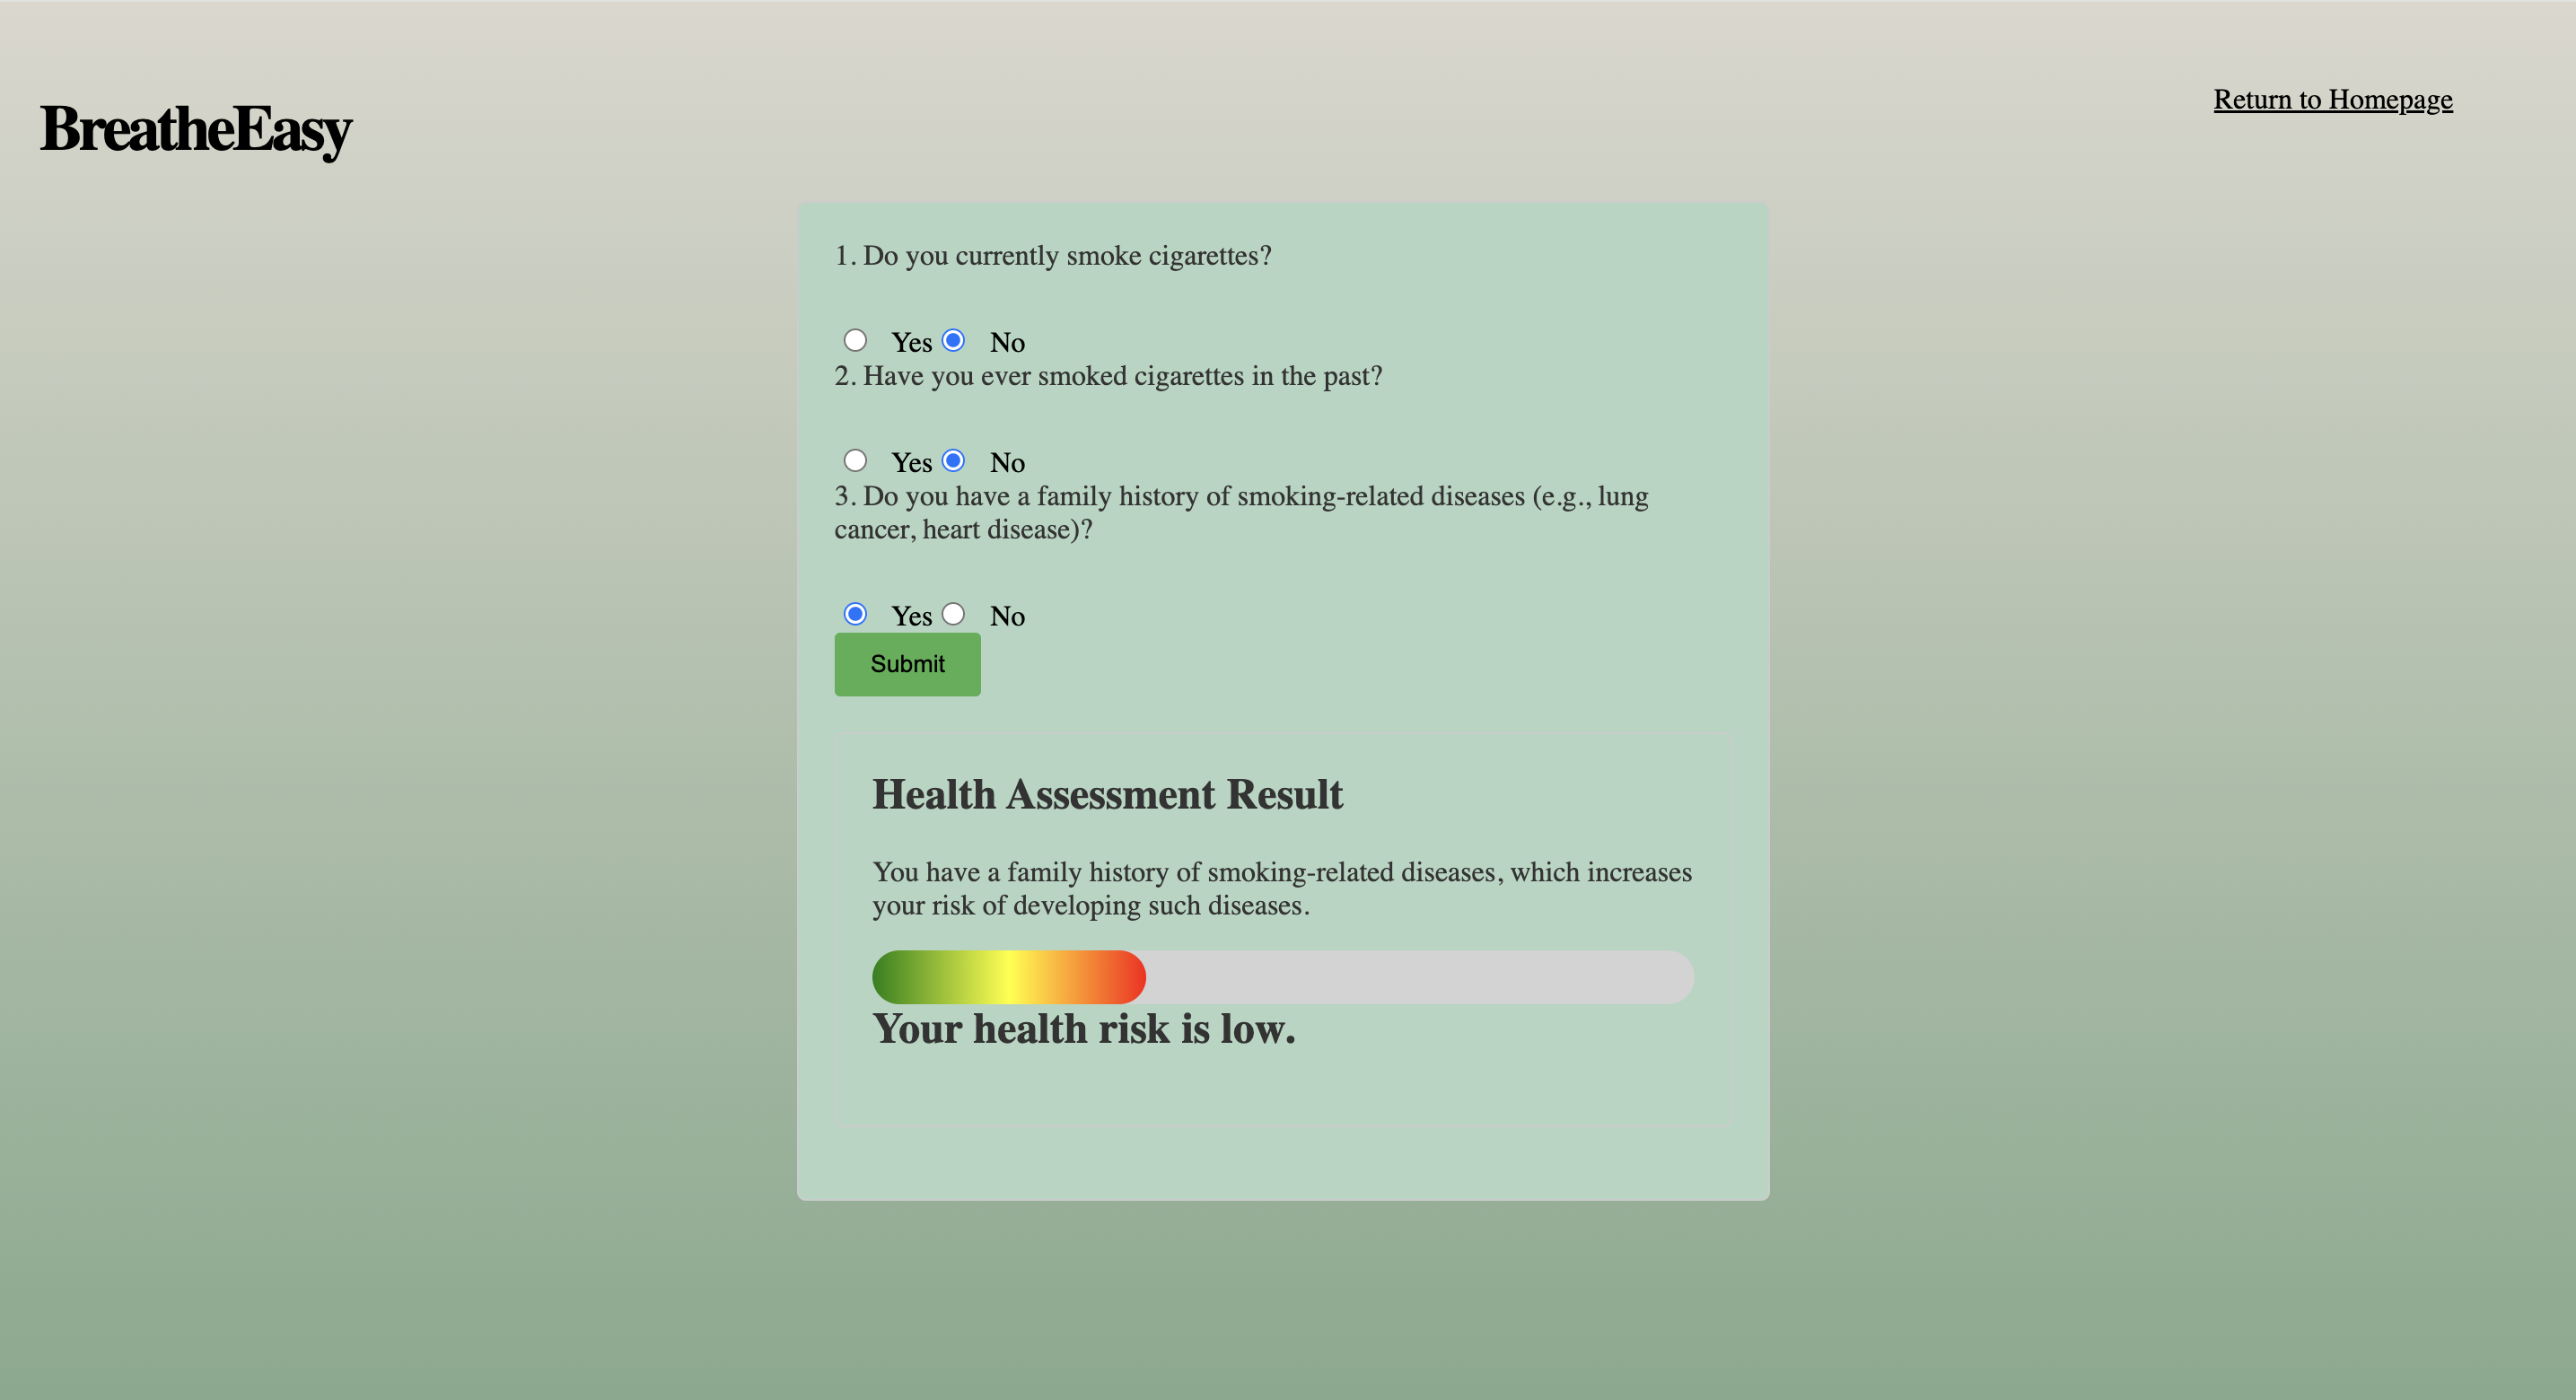 BreatheEasy
Return to Homepage
1. Do you currently smoke cigarettes?
Yes No
2. Have you ever smoked cigarettes in the past?
Yes No
3. Do you have a family history of smoking-related diseases (e.g., lung
cancer, heart disease)?
Yes No
Submit
Health Assessment Result
You have a family history of smoking-related diseases, which increases
your risk of developing such diseases.
Your health risk is low.